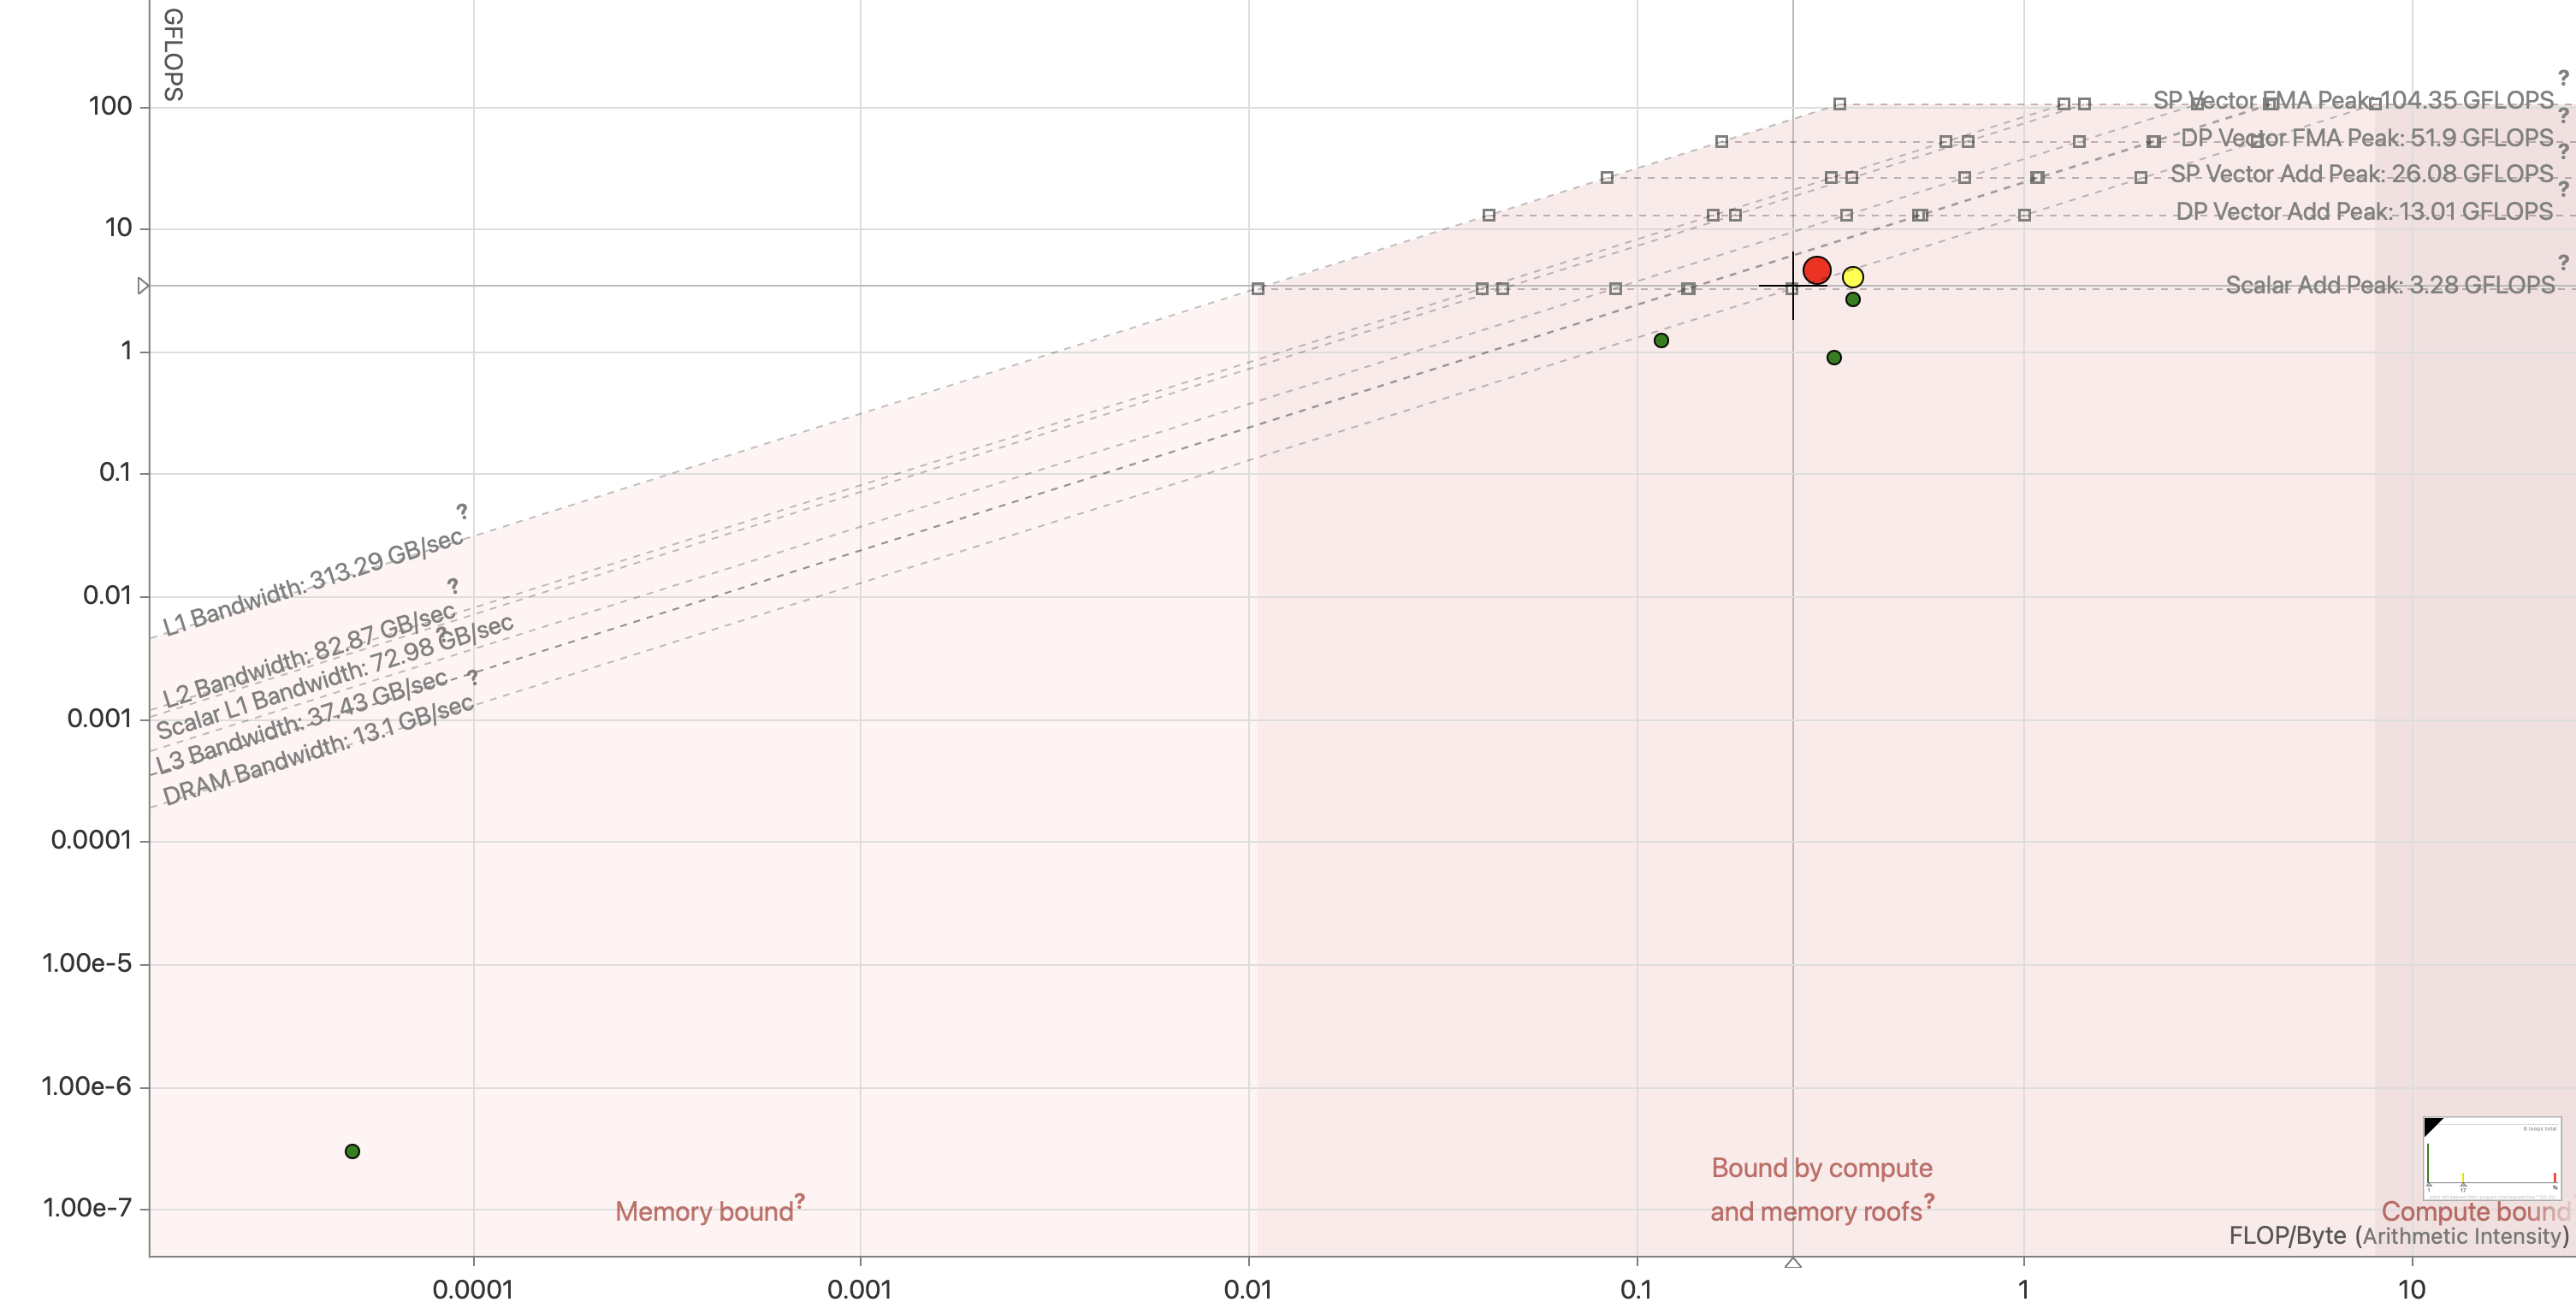 GFLOPS
?
SP Vector FMA Peak: 104.35 GFLOPS
?
DP Vector FMA Peak: 51.9 GFLOPS
?
SP Vector Add Peak: 26.08 GFLOPS
?
DP Vector Add Peak: 13.01 GFLOPS
?
Scalar Add Peak: 3.28 GFLOPS
100
10
1
0.1
0.01
0.001
0.0001
1.00e-5
1.00e-6
1.00e-7
L1 Bandwidth: 313.29 GB/sec
?
L2 Bandwidth: 82.87 GB/sec
?
Scalar L1 Bandwidth: 72.98 GB/sec
?
L3 Bandwidth: 37.43 GB/sec
?
DRAM Bandwidth: 13.1 GB/sec
Memory bound?
Bound by compute
and memory roofs?
6 loops total
1
17
%
Compute bound
FLOP/Byte (Arithmetic Intensity)
0.0001
0.001
0.01
0.1
1
10